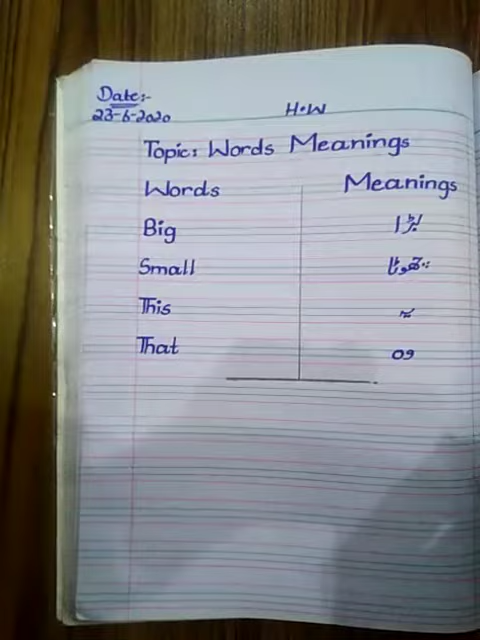 Date:-
23-6-2020
H.W
Topic: Words Meanings
Words Meanings
Big بڑا
Small چھوٹا
This یہ
That وہ